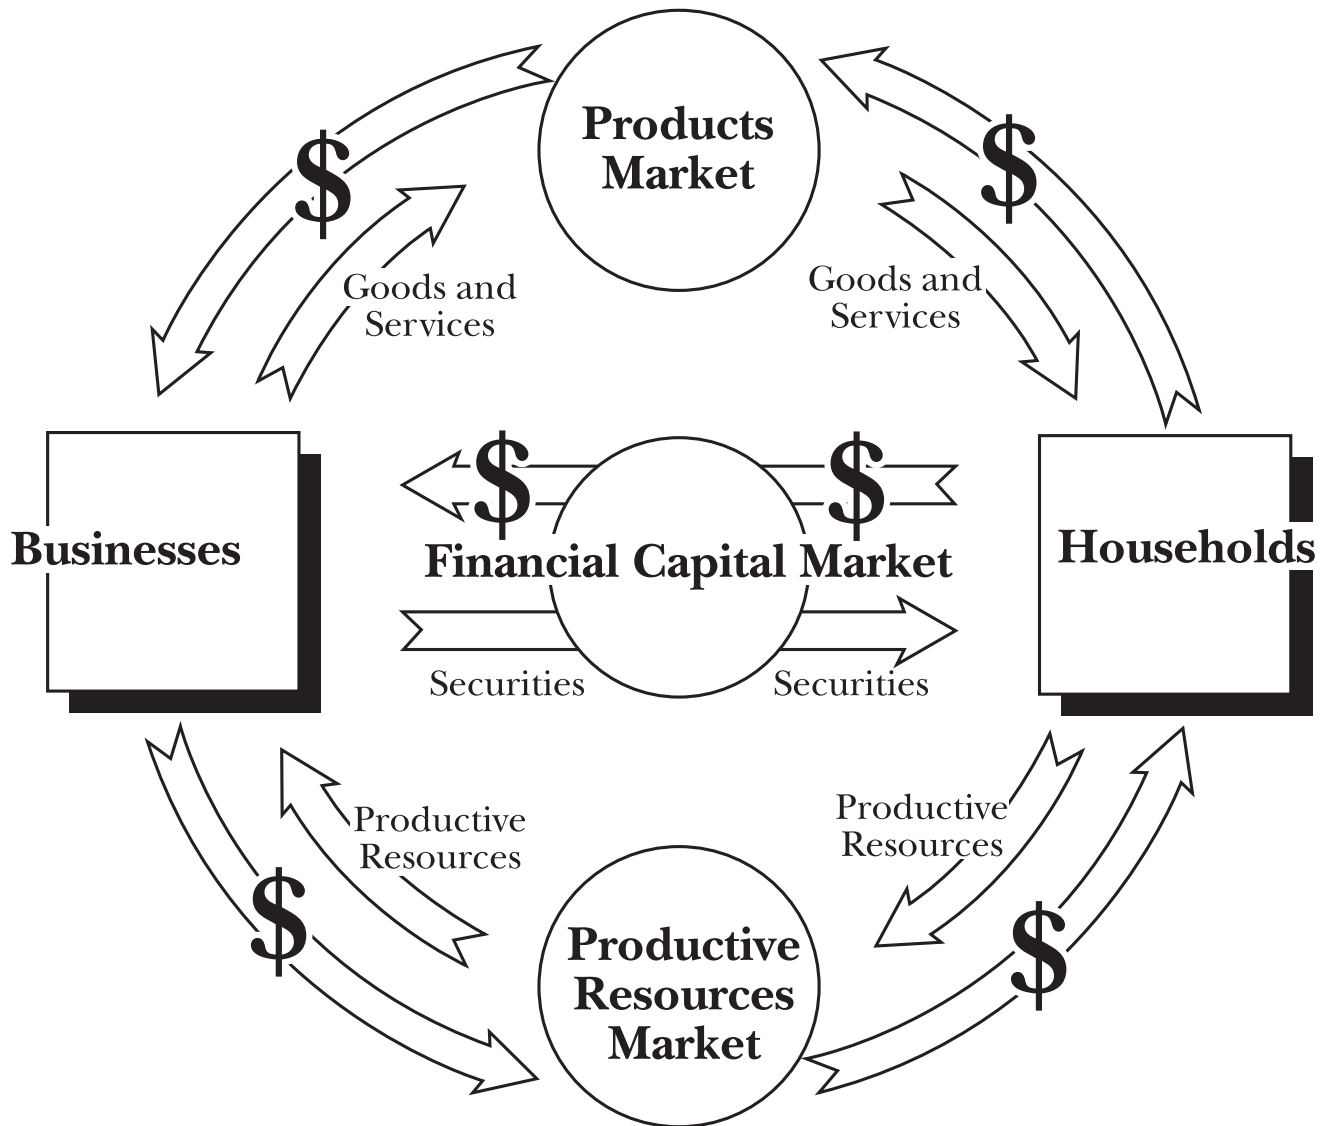 Products
Market
$
$
Goods and
Services
Goods and
Services
$
$
Businesses
Financial Capital Market
Households
Securities
Securities
Productive
Resources
Productive
Resources
$
$
Productive
Resources
Market